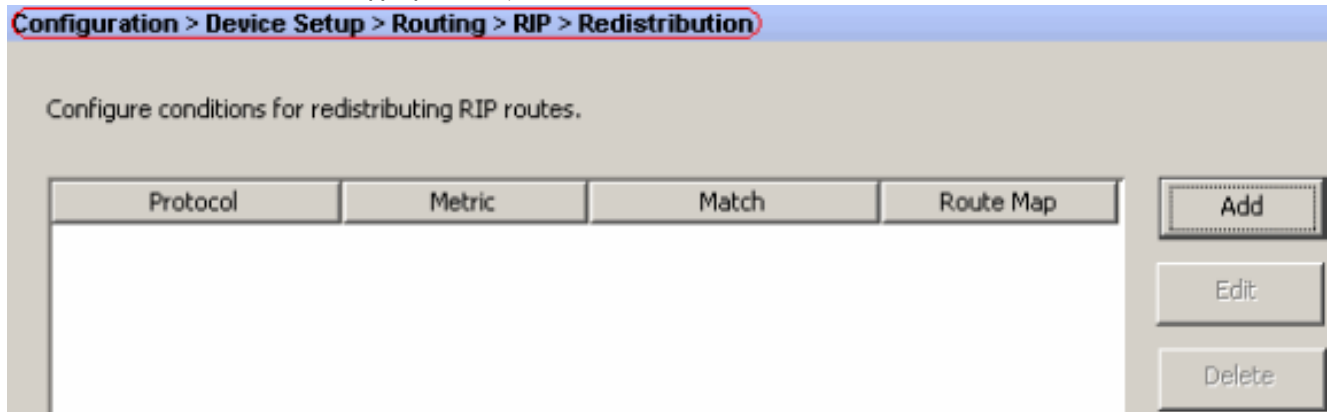 Configuration > Device Setup > Routing > RIP > Redistribution
Configure conditions for redistributing RIP routes.
Protocol Metric Match Route Map
Add
Edit
Delete